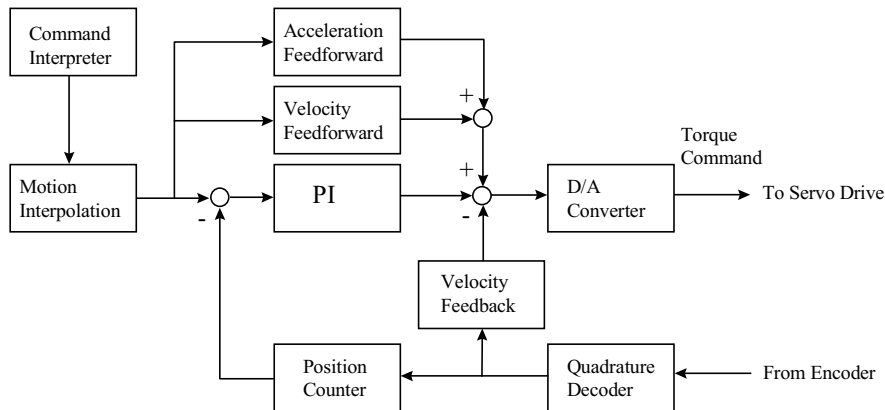 Command
Interpreter
Acceleration
Feedforward
+
Velocity
Feedforward
Torque
Command
Motion
Interpolation
-
PI
+
-
D/A
Converter
To Servo Drive
Velocity
Feedback
Position
Counter
Quadrature
Decoder
From Encoder